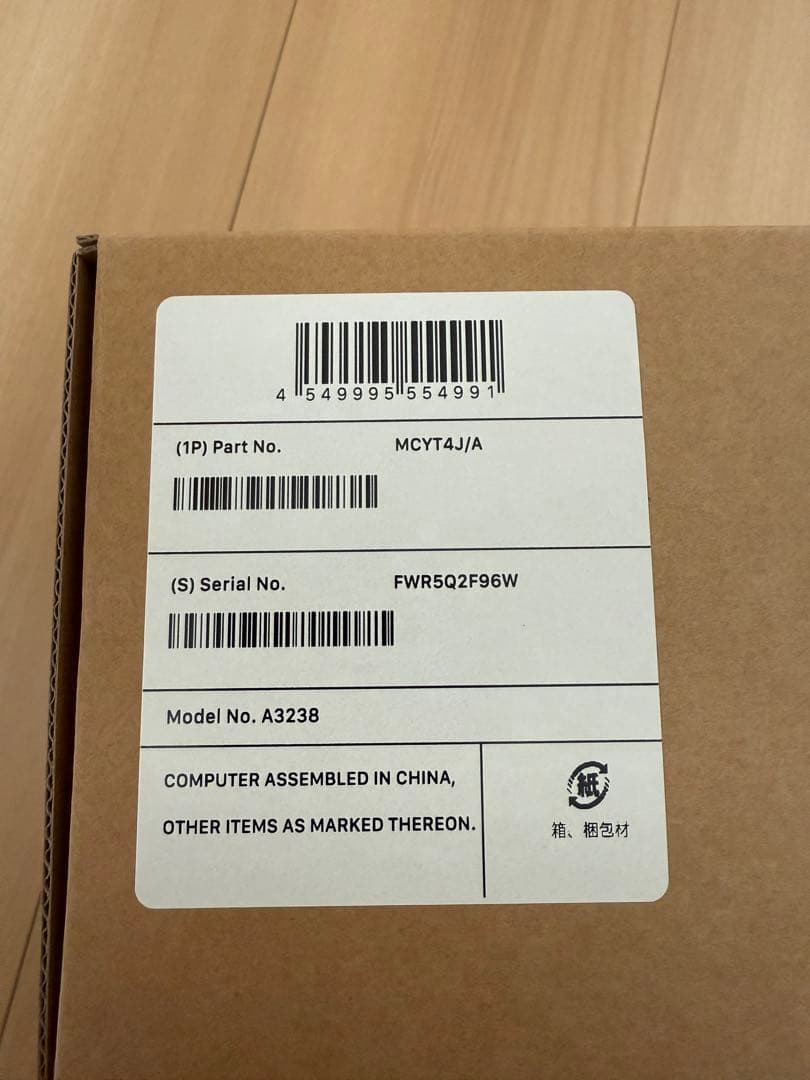 4 549995 554991
(1P) Part No. MCYT4J/A
(S) Serial No. FWR5Q2F96W
Model No. A3238
COMPUTER ASSEMBLED IN CHINA,
OTHER ITEMS AS MARKED THEREON.
紙
箱、梱包材